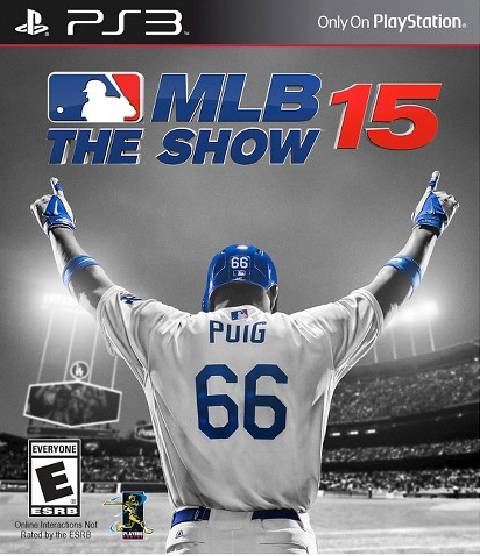 PS3
Only On PlayStation®
MLB 15
THE SHOW
66
PUIG
66
EVERYONE
E
ESRB
Online Interactions Not
Rated by the ESRB
PLAYERS